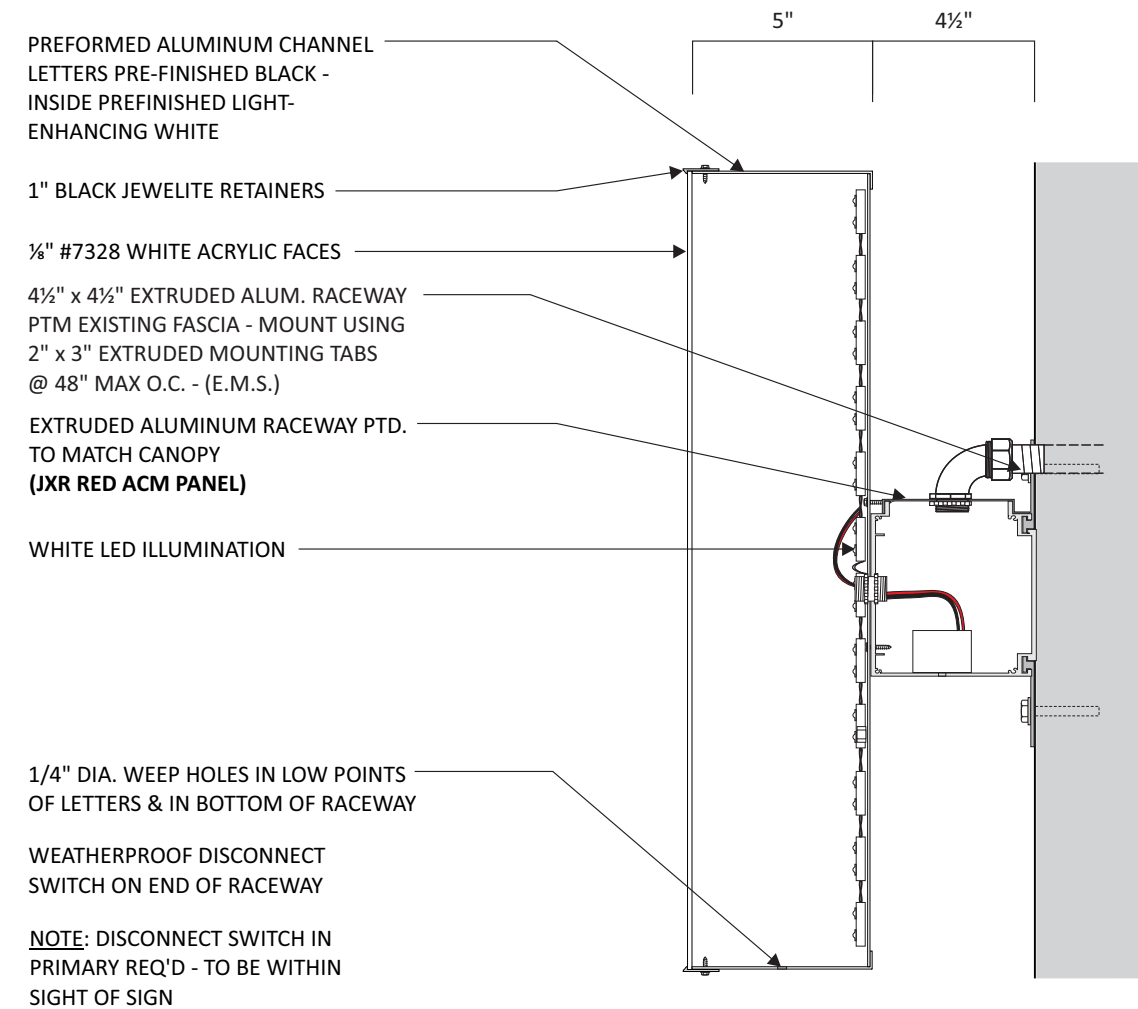 5" 4½"
PREFORMED ALUMINUM CHANNEL
LETTERS PRE-FINISHED BLACK -
INSIDE PREFINISHED LIGHT-
ENHANCING WHITE
1" BLACK JEWELITE RETAINERS
⅛" #7328 WHITE ACRYLIC FACES
4½" x 4½" EXTRUDED ALUM. RACEWAY
PTM EXISTING FASCIA - MOUNT USING
2" x 3" EXTRUDED MOUNTING TABS
@ 48" MAX O.C. - (E.M.S.)
EXTRUDED ALUMINUM RACEWAY PTD.
TO MATCH CANOPY
(JXR RED ACM PANEL)
WHITE LED ILLUMINATION
1/4" DIA. WEEP HOLES IN LOW POINTS
OF LETTERS & IN BOTTOM OF RACEWAY
WEATHERPROOF DISCONNECT
SWITCH ON END OF RACEWAY
NOTE: DISCONNECT SWITCH IN
PRIMARY REQ'D - TO BE WITHIN
SIGHT OF SIGN